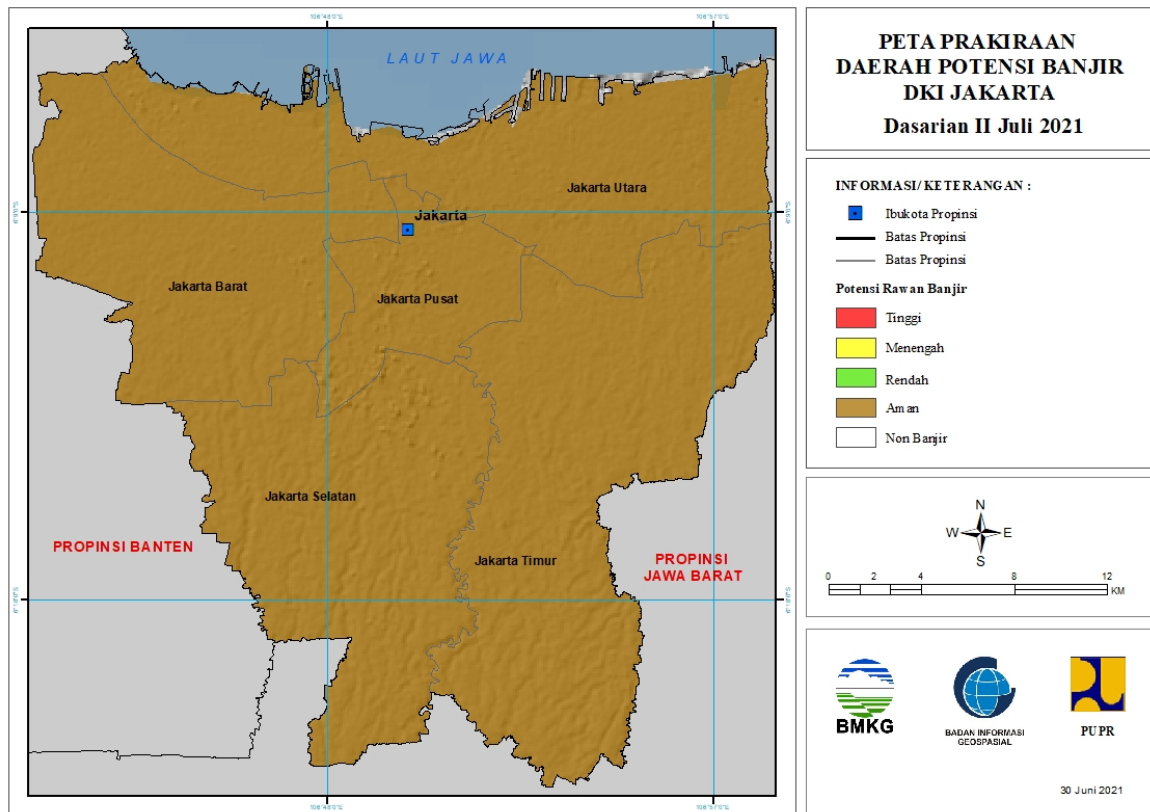 PETA PRAKIRAAN
DAERAH POTENSI BANJIR
DKI JAKARTA
Dasarian II Juli 2021
INFORMASI/KETERANGAN :
Ibukota Propinsi
Batas Propinsi
Batas Propinsi
Potensi Rawan Banjir
Tinggi
Menengah
Rendah
Aman
Non Banjir
N
W E
S
0 2 4 8 12
KM
BMKG
BADAN INFORMASI
GEOSPASIAL
PUPR
30 Juni 2021
LAUT JAWA
Jakarta Utara
Jakarta
Jakarta Barat
Jakarta Pusat
Jakarta Selatan
Jakarta Timur
PROPINSI BANTEN
PROPINSI
JAWA BARAT